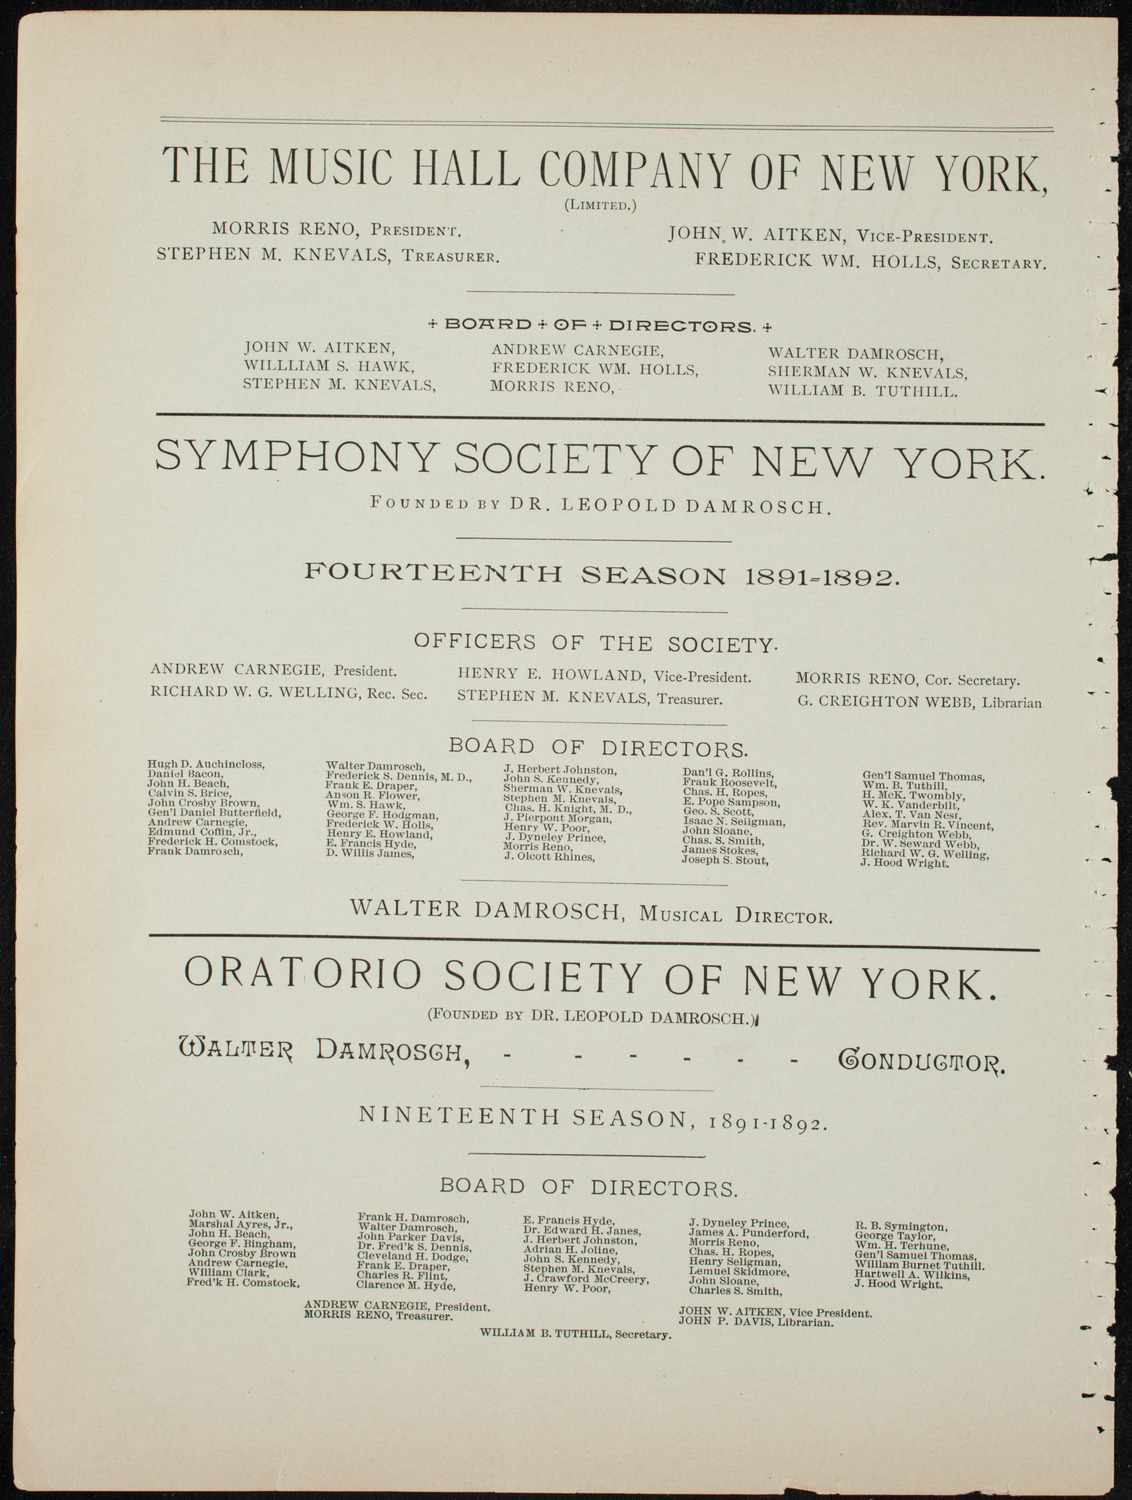 THE MUSIC HALL COMPANY OF NEW YORK,
(LIMITED.)
MORRIS RENO, PRESIDENT. JOHN W. AITKEN, VICE-PRESIDENT.
STEPHEN M. KNEVALS, TREASURER. FREDERICK WM. HOLLS, SECRETARY.
BOARD OF DIRECTORS.
JOHN W. AITKEN, ANDREW CARNEGIE, WALTER DAMROSCH,
WILLLIAM S. HAWK, FREDERICK WM. HOLLS, SHERMAN W. KNEVALS,
STEPHEN M. KNEVALS, MORRIS RENO, WILLIAM B. TUTHILL.
SYMPHONY SOCIETY OF NEW YORK.
FOUNDED BY DR. LEOPOLD DAMROSCH.
FOURTEENTH SEASON 1891-1892.
OFFICERS OF THE SOCIETY.
ANDREW CARNEGIE, President. HENRY E. HOWLAND, Vice-President. MORRIS RENO, Cor. Secretary.
RICHARD W. G. WELLING, Rec. Sec. STEPHEN M. KNEVALS, Treasurer. G. CREIGHTON WEBB, Librarian
BOARD OF DIRECTORS.
Hugh D. Auchincloss,
Daniel Bacon,
John H. Beach,
Calvin S. Brice,
John Crosby Brown,
Gen'l Daniel Butterfield,
Andrew Carnegie,
Edmund Coffin, Jr.,
Frederick H. Comstock,
Frank Damrosch,
Walter Damrosch,
Frederick S. Dennis, M. D.,
Frank E. Draper,
Anson R. Flower,
Wm. S. Hawk,
George F. Hodgman,
Frederick W. Holls,
Henry E. Howland,
E. Francis Hyde,
D. Willis James,
J. Herbert Johnston,
John S. Kennedy,
Sherman W. Knevals,
Stephen M. Knevals,
Chas. H. Knight, M. D.,
J. Pierpont Morgan,
Henry W. Poor,
J. Dyneley Prince,
Morris Reno,
J. Olcott Rhines,
Dan'l G. Rollins,
Frank Roosevelt,
Chas. H. Ropes,
E. Pope Sampson,
Geo. S. Scott,
Isaac N. Seligman,
John Sloane,
Chas. S. Smith,
James Stokes,
Joseph S. Stout,
Gen'l Samuel Thomas,
Wm. B. Tuthill,
H. McK. Twombly,
W. K. Vanderbilt,
Alex. T. Van Nest,
Rev. Marvin R. Vincent,
G. Creighton Webb,
Dr. W. Seward Webb,
Richard W. G. Welling,
J. Hood Wright.
WALTER DAMROSCH, MUSICAL DIRECTOR.
ORATORIO SOCIETY OF NEW YORK.
(FOUNDED BY DR. LEOPOLD DAMROSCH.)
WALTER DAMROSCH, - - - - - - CONDUCTOR.
NINETEENTH SEASON, 1891-1892.
BOARD OF DIRECTORS.
John W. Aitken,
Marshal Ayres, Jr.,
John H. Beach,
George F. Bingham,
John Crosby Brown
Andrew Carnegie,
William Clark,
Fred'k H. Comstock,
Frank H. Damrosch,
Walter Damrosch,
John Parker Davis,
Dr. Fred'k S. Dennis,
Cleveland H. Dodge,
Frank E. Draper,
Charles R. Flint,
Clarence M. Hyde,
E. Francis Hyde,
Dr. Edward H. Janes,
J. Herbert Johnston,
Adrian H. Joline,
John S. Kennedy,
Stephen M. Knevals,
J. Crawford McCreery,
Henry W. Poor,
J. Dyneley Prince,
James A. Punderford,
Morris Reno,
Chas. H. Ropes,
Henry Seligman,
Lemuel Skidmore,
John Sloane,
Charles S. Smith,
R. B. Symington,
George Taylor,
Wm. H. Terhune,
Gen'l Samuel Thomas,
William Burnet Tuthill.
Hartwell A. Wilkins,
J. Hood Wright.
ANDREW CARNEGIE, President. JOHN W. AITKEN, Vice President.
MORRIS RENO, Treasurer. JOHN P. DAVIS, Librarian.
WILLIAM B. TUTHILL, Secretary.